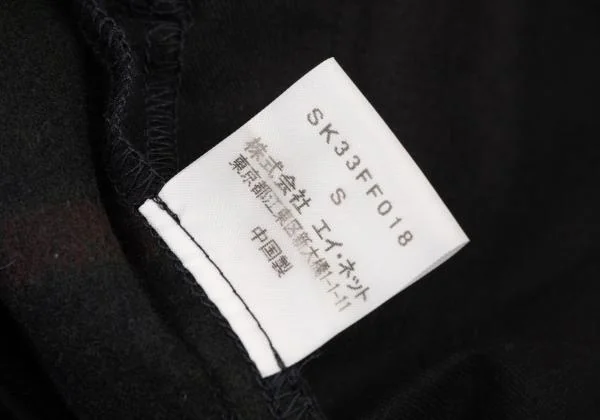 SK33FF018
S
株式会社 エイ・ネット
東京都江東区新大橋1-1-11
中国製